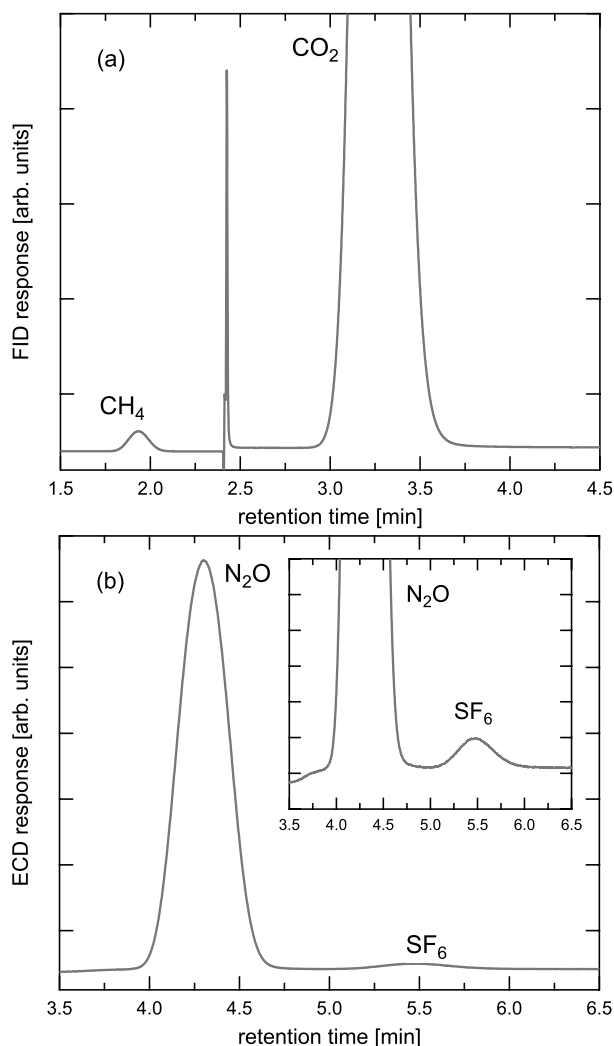 (a)
CO₂
CH₄
FID response [arb. units]
1.5 2.0 2.5 3.0 3.5 4.0 4.5
retention time [min]
(b)
N₂O
SF₆
ECD response [arb. units]
N₂O
SF₆
3.5 4.0 4.5 5.0 5.5 6.0 6.5
3.5 4.0 4.5 5.0 5.5 6.0 6.5
retention time [min]